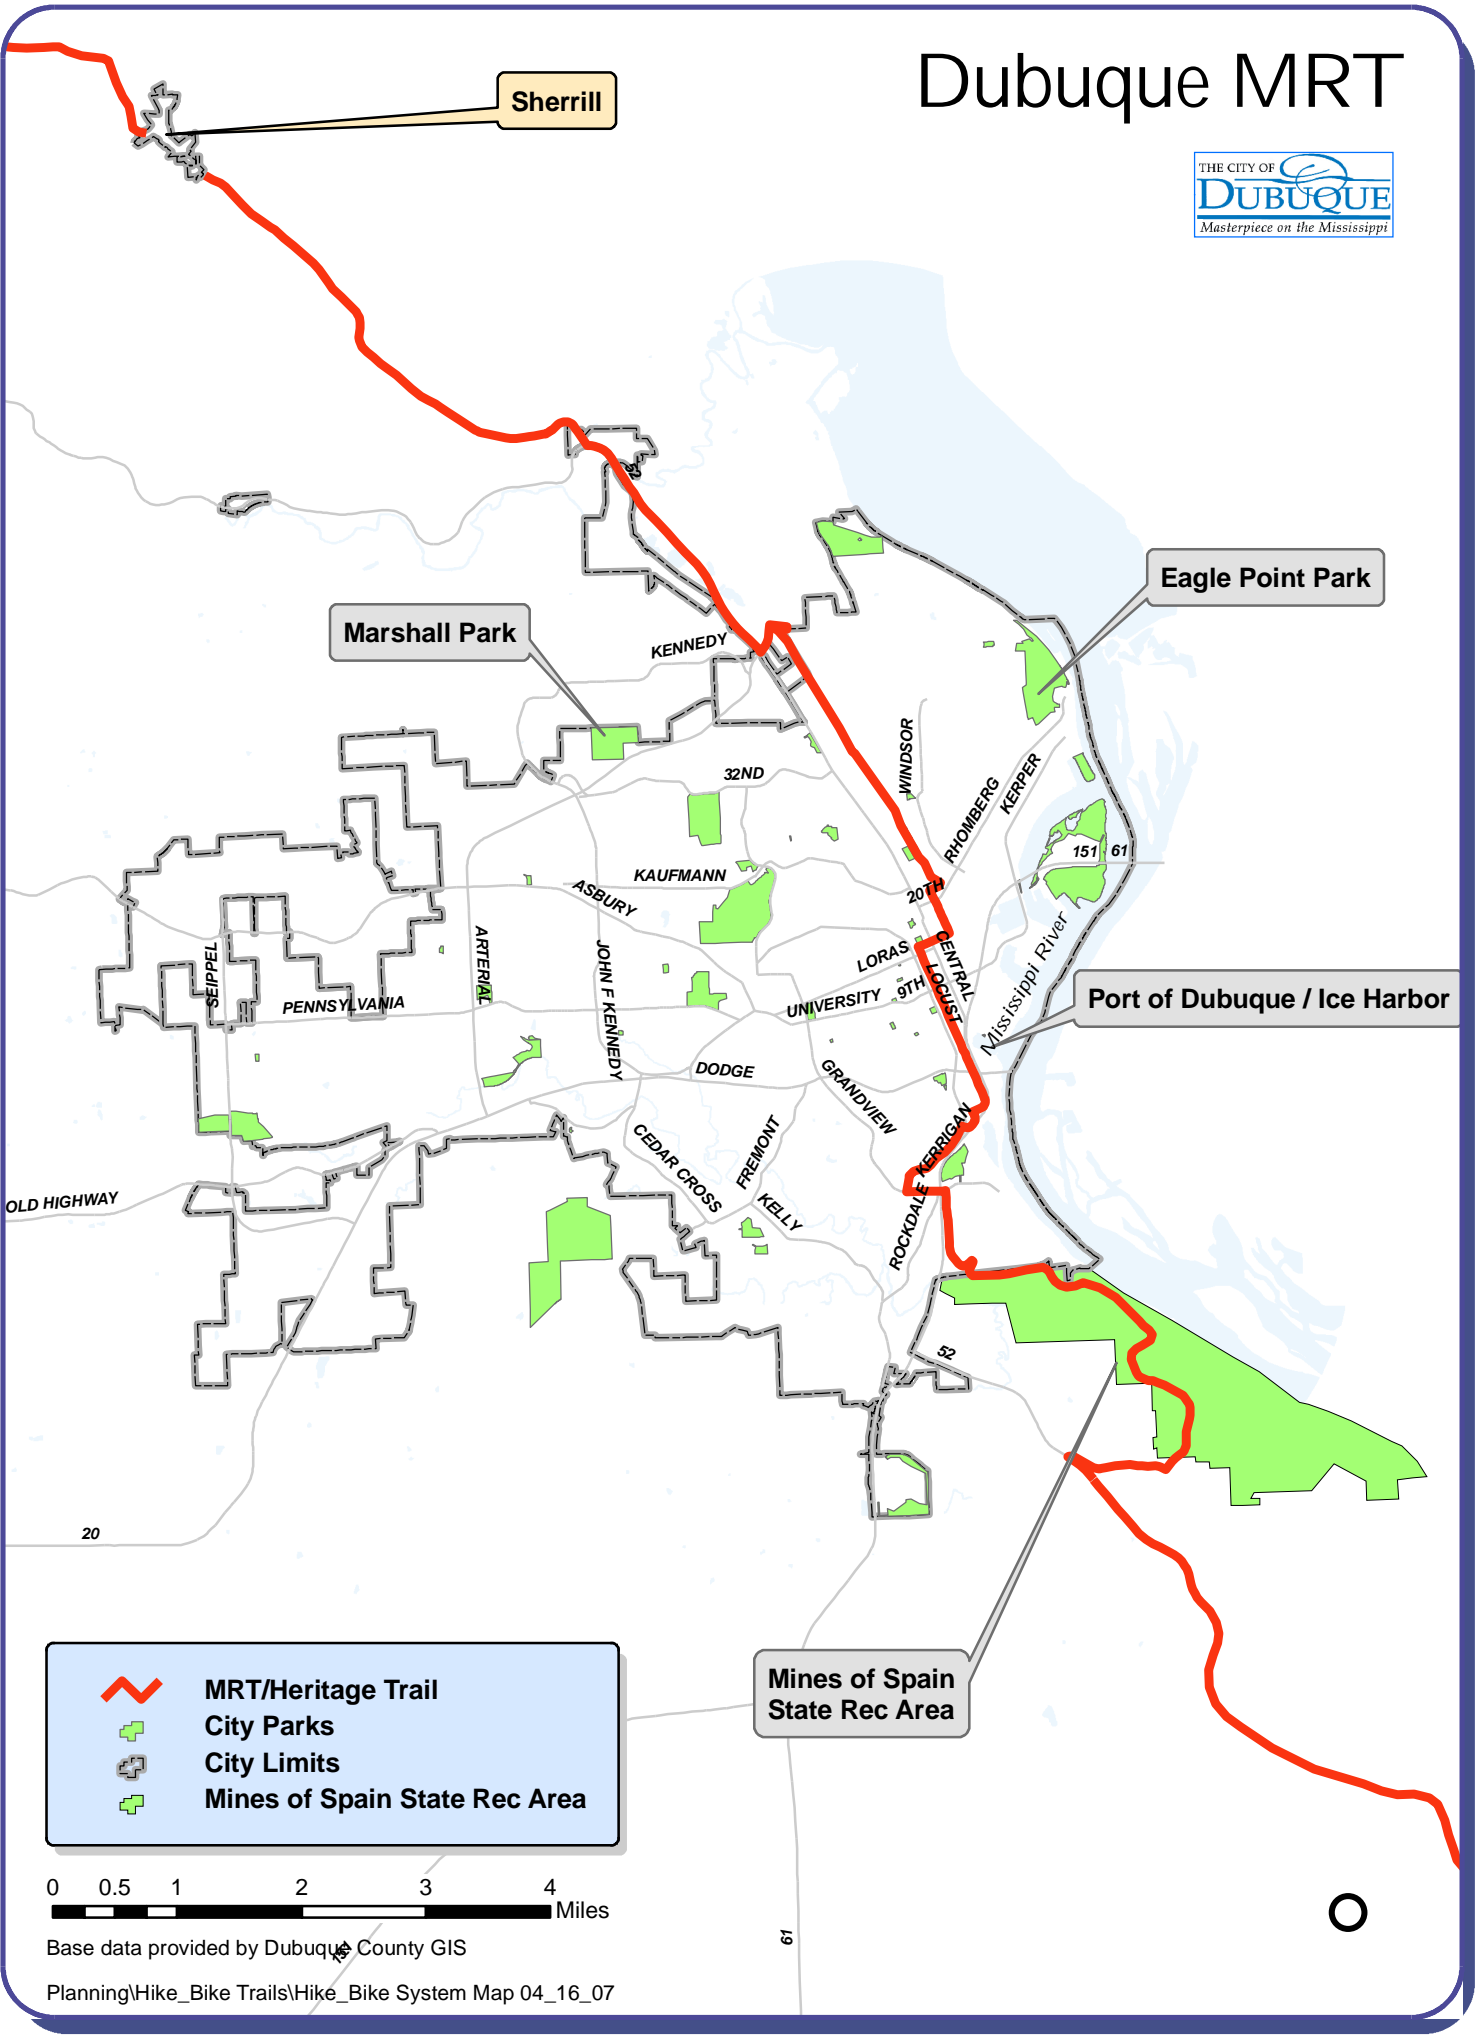 Dubuque MRT
Sherrill
THE CITY OF
DUBUQUE
Masterpiece on the Mississippi
52
Eagle Point Park
Marshall Park
KENNEDY
WINDSOR
32ND
KERPER
RHOMBERG
151 61
KAUFMANN
ASBURY
20TH
Mississippi River
SEIPPEL
ARTERIAL
JOHN F KENNEDY
LORAS
CENTRAL
LOCUST
9TH
UNIVERSITY
PENNSYLVANIA
Port of Dubuque / Ice Harbor
DODGE
GRANDVIEW
KERRIGAN
CEDAR CROSS
FREMONT
KELLY
ROCKDALE
OLD HIGHWAY
52
20
Mines of Spain
State Rec Area
MRT/Heritage Trail
City Parks
City Limits
Mines of Spain State Rec Area
0 0.5 1 2 3 4
Miles
61
151
Base data provided by Dubuque County GIS
Planning\Hike_Bike Trails\Hike_Bike System Map 04_16_07